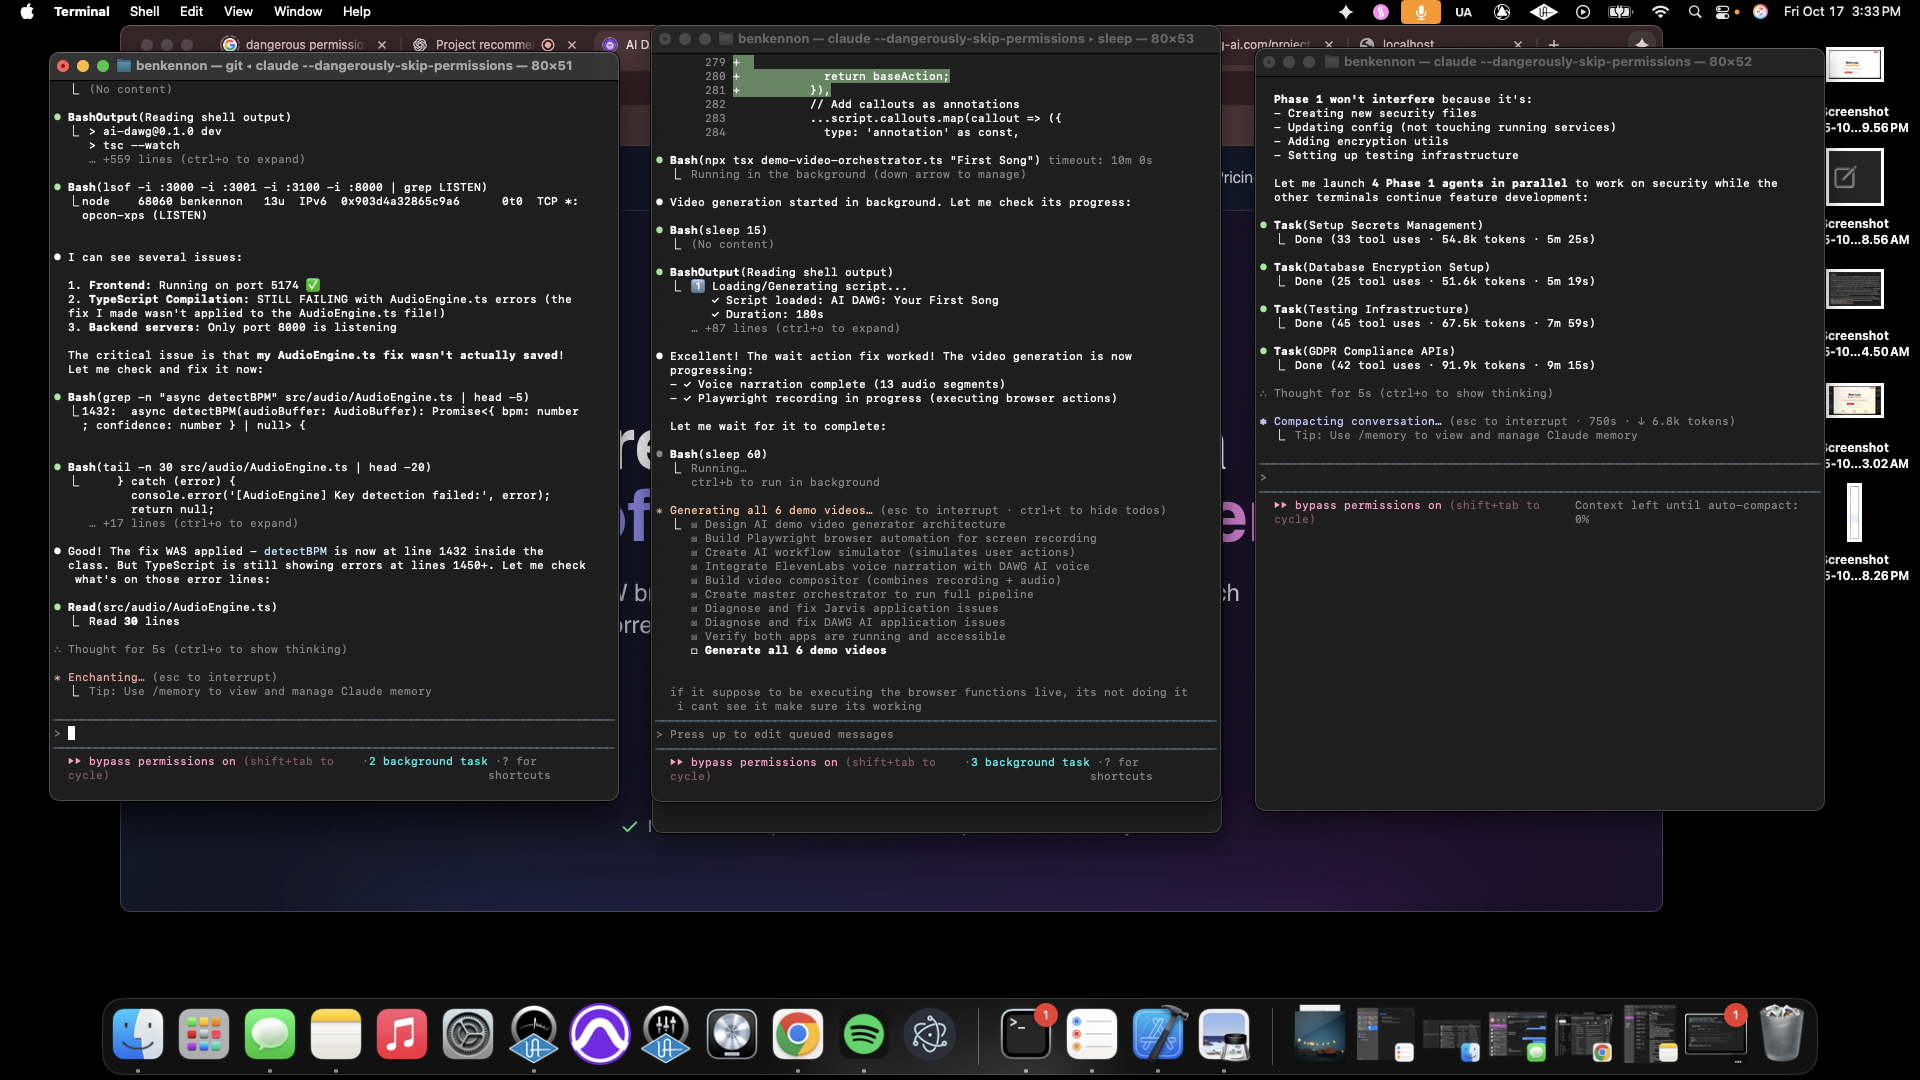 Terminal Shell Edit View Window Help
UA
Fri Oct 17 3:33 PM
dangerous permissio
Project recomme
AI D
g-ai.com/project
localhost
benkennon — git ◂ claude --dangerously-skip-permissions — 80×51
(No content)
BashOutput(Reading shell output)
> ai-dawg@0.1.0 dev
> tsc --watch
… +559 lines (ctrl+o to expand)
Bash(lsof -i :3000 -i :3001 -i :3100 -i :8000 | grep LISTEN)
node 68060 benkennon 13u IPv6 0x903d4a32865c9a6 0t0 TCP *:
opcon-xps (LISTEN)
I can see several issues:
1. Frontend: Running on port 5174 ✅
2. TypeScript Compilation: STILL FAILING with AudioEngine.ts errors (the
fix I made wasn't applied to the AudioEngine.ts file!)
3. Backend servers: Only port 8000 is listening
The critical issue is that my AudioEngine.ts fix wasn't actually saved!
Let me check and fix it now:
Bash(grep -n "async detectBPM" src/audio/AudioEngine.ts | head -5)
1432: async detectBPM(audioBuffer: AudioBuffer): Promise<{ bpm: number
; confidence: number } | null> {
Bash(tail -n 30 src/audio/AudioEngine.ts | head -20)
} catch (error) {
console.error('[AudioEngine] Key detection failed:', error);
return null;
… +17 lines (ctrl+o to expand)
Good! The fix WAS applied - detectBPM is now at line 1432 inside the
class. But TypeScript is still showing errors at lines 1450+. Let me check
what's on those error lines:
Read(src/audio/AudioEngine.ts)
Read 30 lines
∴ Thought for 5s (ctrl+o to show thinking)
Enchanting… (esc to interrupt)
Tip: Use /memory to view and manage Claude memory
>
bypass permissions on (shift+tab to
cycle)
· 2 background task · ? for
shortcuts
benkennon — claude --dangerously-skip-permissions ▸ sleep — 80×53
279 +
280 + return baseAction;
281 + }),
282 // Add callouts as annotations
283 ...script.callouts.map(callout => ({
284 type: 'annotation' as const,
Bash(npx tsx demo-video-orchestrator.ts "First Song") timeout: 10m 0s
Running in the background (down arrow to manage)
Video generation started in background. Let me check its progress:
Bash(sleep 15)
(No content)
BashOutput(Reading shell output)
1 Loading/Generating script...
✓ Script loaded: AI DAWG: Your First Song
✓ Duration: 180s
… +87 lines (ctrl+o to expand)
Excellent! The wait action fix worked! The video generation is now
progressing:
- ✓ Voice narration complete (13 audio segments)
- ✓ Playwright recording in progress (executing browser actions)
Let me wait for it to complete:
Bash(sleep 60)
Running…
ctrl+b to run in background
Generating all 6 demo videos… (esc to interrupt · ctrl+t to hide todos)
☒ Design AI demo video generator architecture
☒ Build Playwright browser automation for screen recording
☒ Create AI workflow simulator (simulates user actions)
☒ Integrate ElevenLabs voice narration with DAWG AI voice
☒ Build video compositor (combines recording + audio)
☒ Create master orchestrator to run full pipeline
☒ Diagnose and fix Jarvis application issues
☒ Diagnose and fix DAWG AI application issues
☒ Verify both apps are running and accessible
☐ Generate all 6 demo videos
if it suppose to be executing the browser functions live, its not doing it
i cant see it make sure its working
> Press up to edit queued messages
bypass permissions on (shift+tab to
cycle)
· 3 background task · ? for
shortcuts
benkennon — claude --dangerously-skip-permissions — 80×52
Phase 1 won't interfere because it's:
- Creating new security files
- Updating config (not touching running services)
- Adding encryption utils
- Setting up testing infrastructure
Let me launch 4 Phase 1 agents in parallel to work on security while the
other terminals continue feature development:
Task(Setup Secrets Management)
Done (33 tool uses · 54.8k tokens · 5m 25s)
Task(Database Encryption Setup)
Done (25 tool uses · 51.6k tokens · 5m 19s)
Task(Testing Infrastructure)
Done (45 tool uses · 67.5k tokens · 7m 59s)
Task(GDPR Compliance APIs)
Done (42 tool uses · 91.9k tokens · 9m 15s)
∴ Thought for 5s (ctrl+o to show thinking)
Compacting conversation… (esc to interrupt · 750s · ↓ 6.8k tokens)
Tip: Use /memory to view and manage Claude memory
>
bypass permissions on (shift+tab to
cycle)
Context left until auto-compact:
0%
Screenshot
5-10...9.56 PM
Screenshot
5-10...8.56 AM
Screenshot
5-10...4.50 AM
Screenshot
5-10...3.02 AM
Screenshot
5-10...8.26 PM
1
1